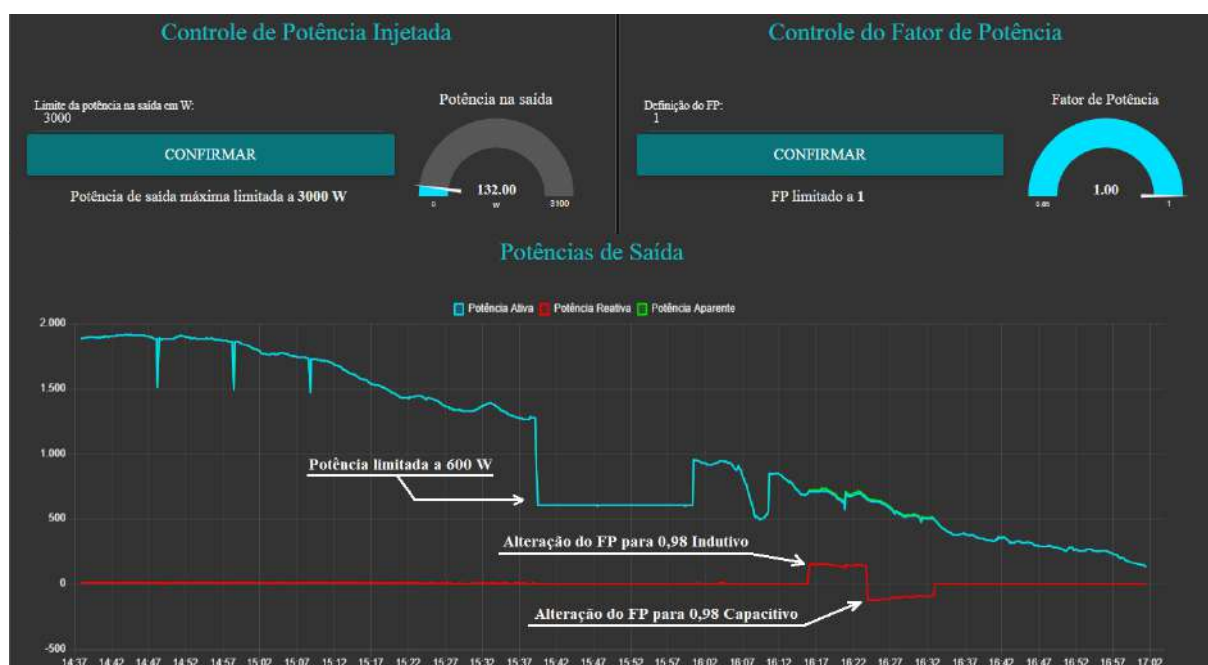 Controle de Potência Injetada
Controle do Fator de Potência
Limite da potência na saída em W:
3000
CONFIRMAR
Potência de saída máxima limitada a 3000 W
Potência na saída
132.00
W
0
3100
Definição do FP:
1
CONFIRMAR
FP limitado a 1
Fator de Potência
1.00
1
Potências de Saída
Potência Ativa Potência Reativa Potência Aparente
2.000
1.500
1.000
500
0
-500
Potência limitada a 600 W
Alteração do FP para 0,98 Indutivo
Alteração do FP para 0,98 Capacitivo
14:37 14:42 14:47 14:52 14:57 15:02 15:07 15:12 15:17 15:22 15:27 15:32 15:37 15:42 15:47 15:52 15:57 16:02 16:07 16:12 16:17 16:22 16:27 16:32 16:37 16:42 16:47 16:52 16:57 17:02